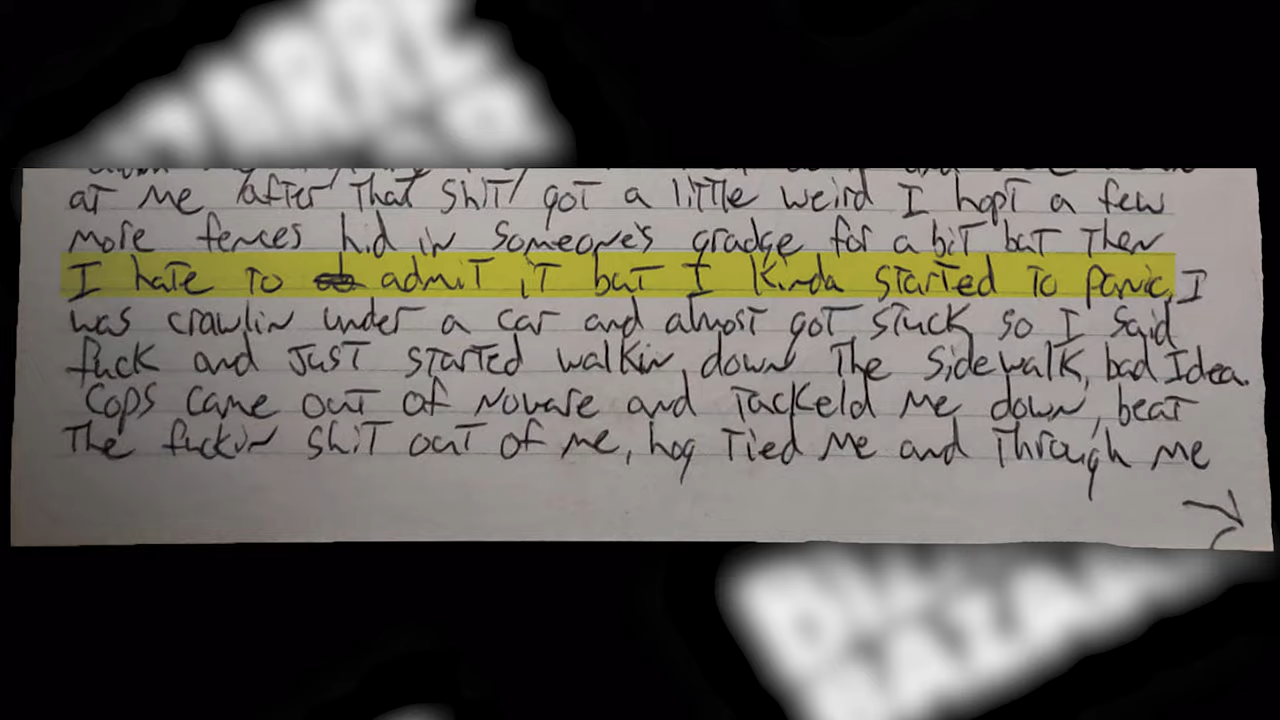 at me after that shit got a little weird I hopt a few
more fences hid in someone's gradge for a bit bat then
I hate to admit it bat I kinda started to panic, I
was crawlin under a car and almost got stuck so I said
fuck and just started walkin down the sidewalk, bad Idea.
Cops came out of Noware and tackeld me down, beat
the fuckin shit out of me, hog tied me and through me